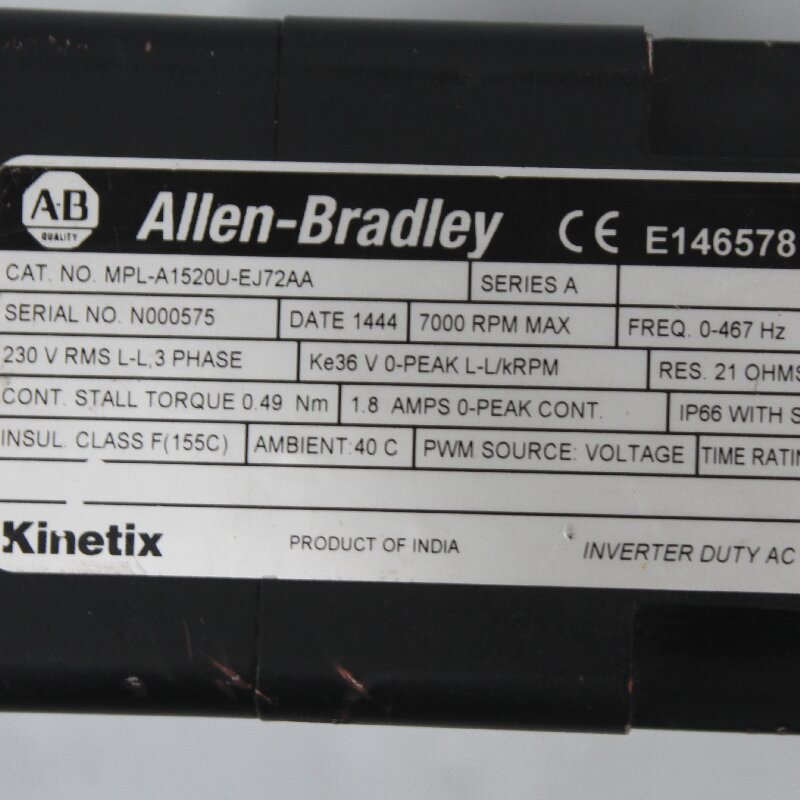 A-B QUALITY Allen-Bradley CE E146578
CAT. NO. MPL-A1520U-EJ72AA SERIES A
SERIAL NO. N000575 DATE 1444 7000 RPM MAX FREQ. 0-467 Hz
230 V RMS L-L,3 PHASE Ke36 V 0-PEAK L-L/kRPM RES. 21 OHMS
CONT. STALL TORQUE 0.49 Nm 1.8 AMPS 0-PEAK CONT. IP66 WITH S
INSUL. CLASS F(155C) AMBIENT:40 C PWM SOURCE: VOLTAGE TIME RATIN
Kinetix PRODUCT OF INDIA INVERTER DUTY AC